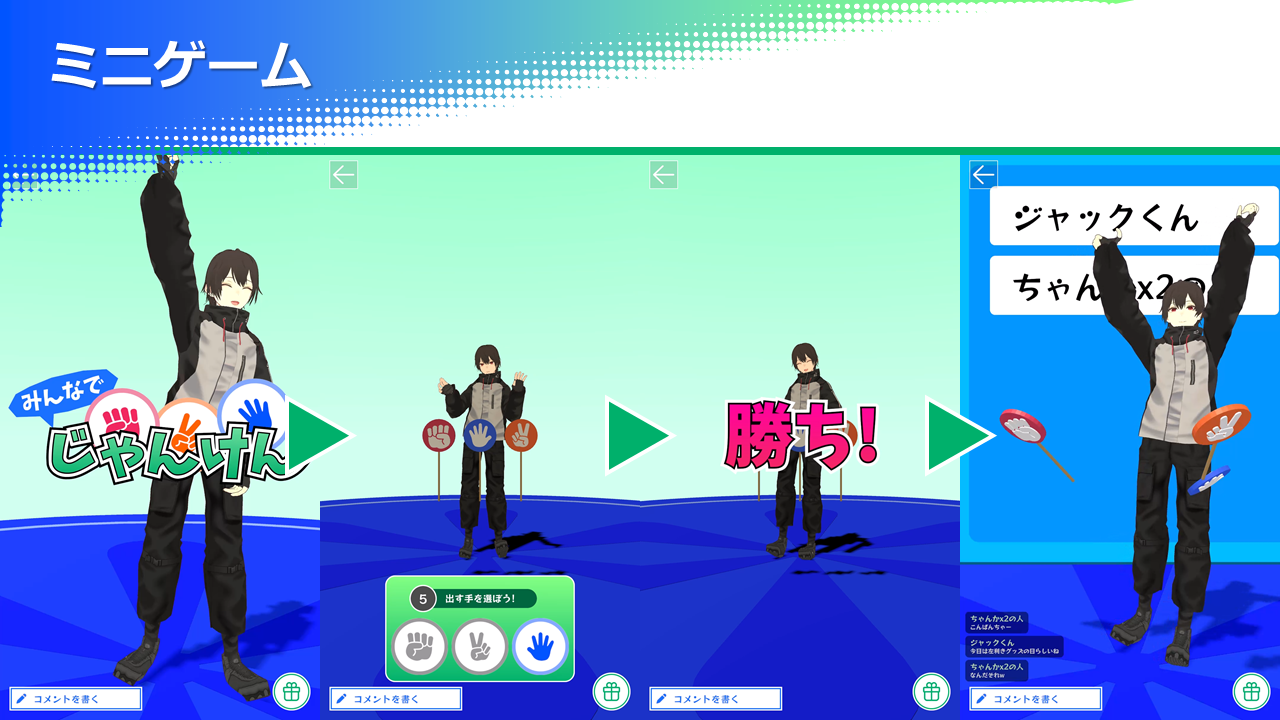 ミニゲーム
みんなで
じゃんけん
コメントを書く
5 出す手を選ぼう!
コメントを書く
勝ち!
コメントを書く
ジャックくん
ちゃんかx2の
ちゃんかx2の人
こんばんちゃー
ジャックくん
今日は左利きグッズの日らしいね
ちゃんかx2の人
なんだそれw
コメントを書く